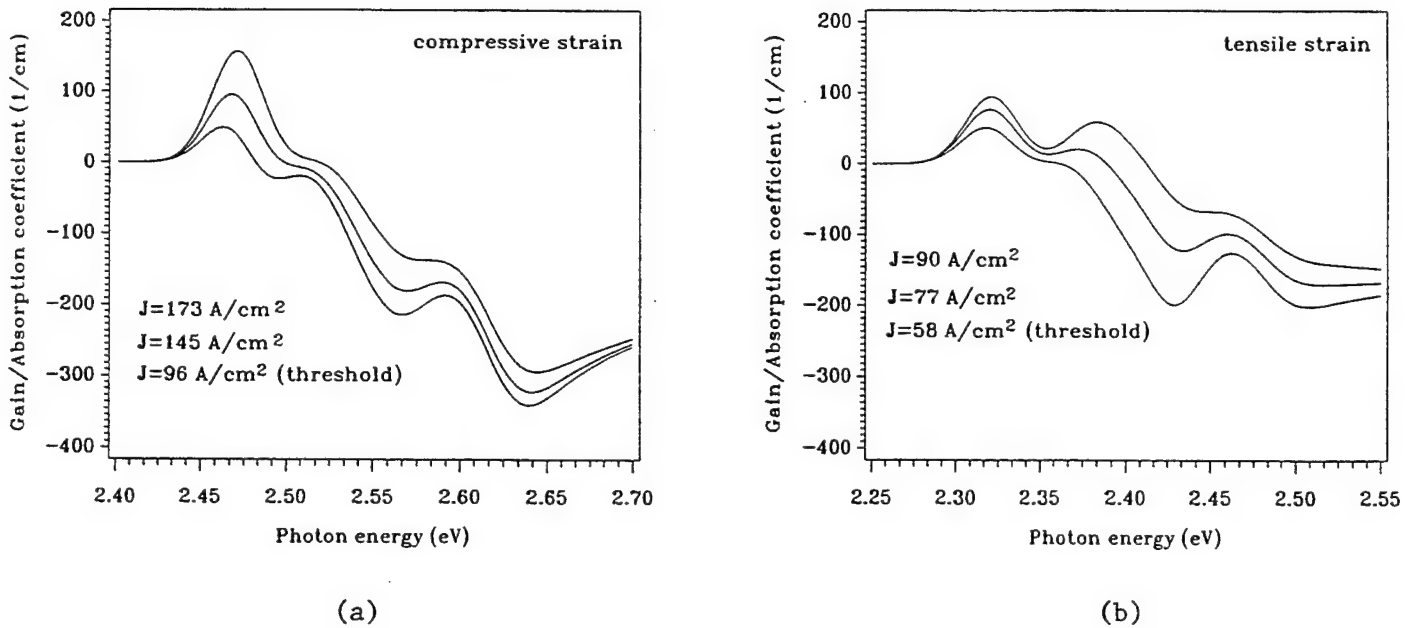 Gain/Absorption coefficient (1/cm)
200
100
0
−100
−200
−300
−400
compressive strain
J=173 A/cm²
J=145 A/cm²
J=96 A/cm² (threshold)
2.40 2.45 2.50 2.55 2.60 2.65 2.70
Photon energy (eV)
(a)
Gain/Absorption coefficient (1/cm)
200
100
0
−100
−200
−300
−400
tensile strain
J=90 A/cm²
J=77 A/cm²
J=58 A/cm² (threshold)
2.25 2.30 2.35 2.40 2.45 2.50 2.55
Photon energy (eV)
(b)